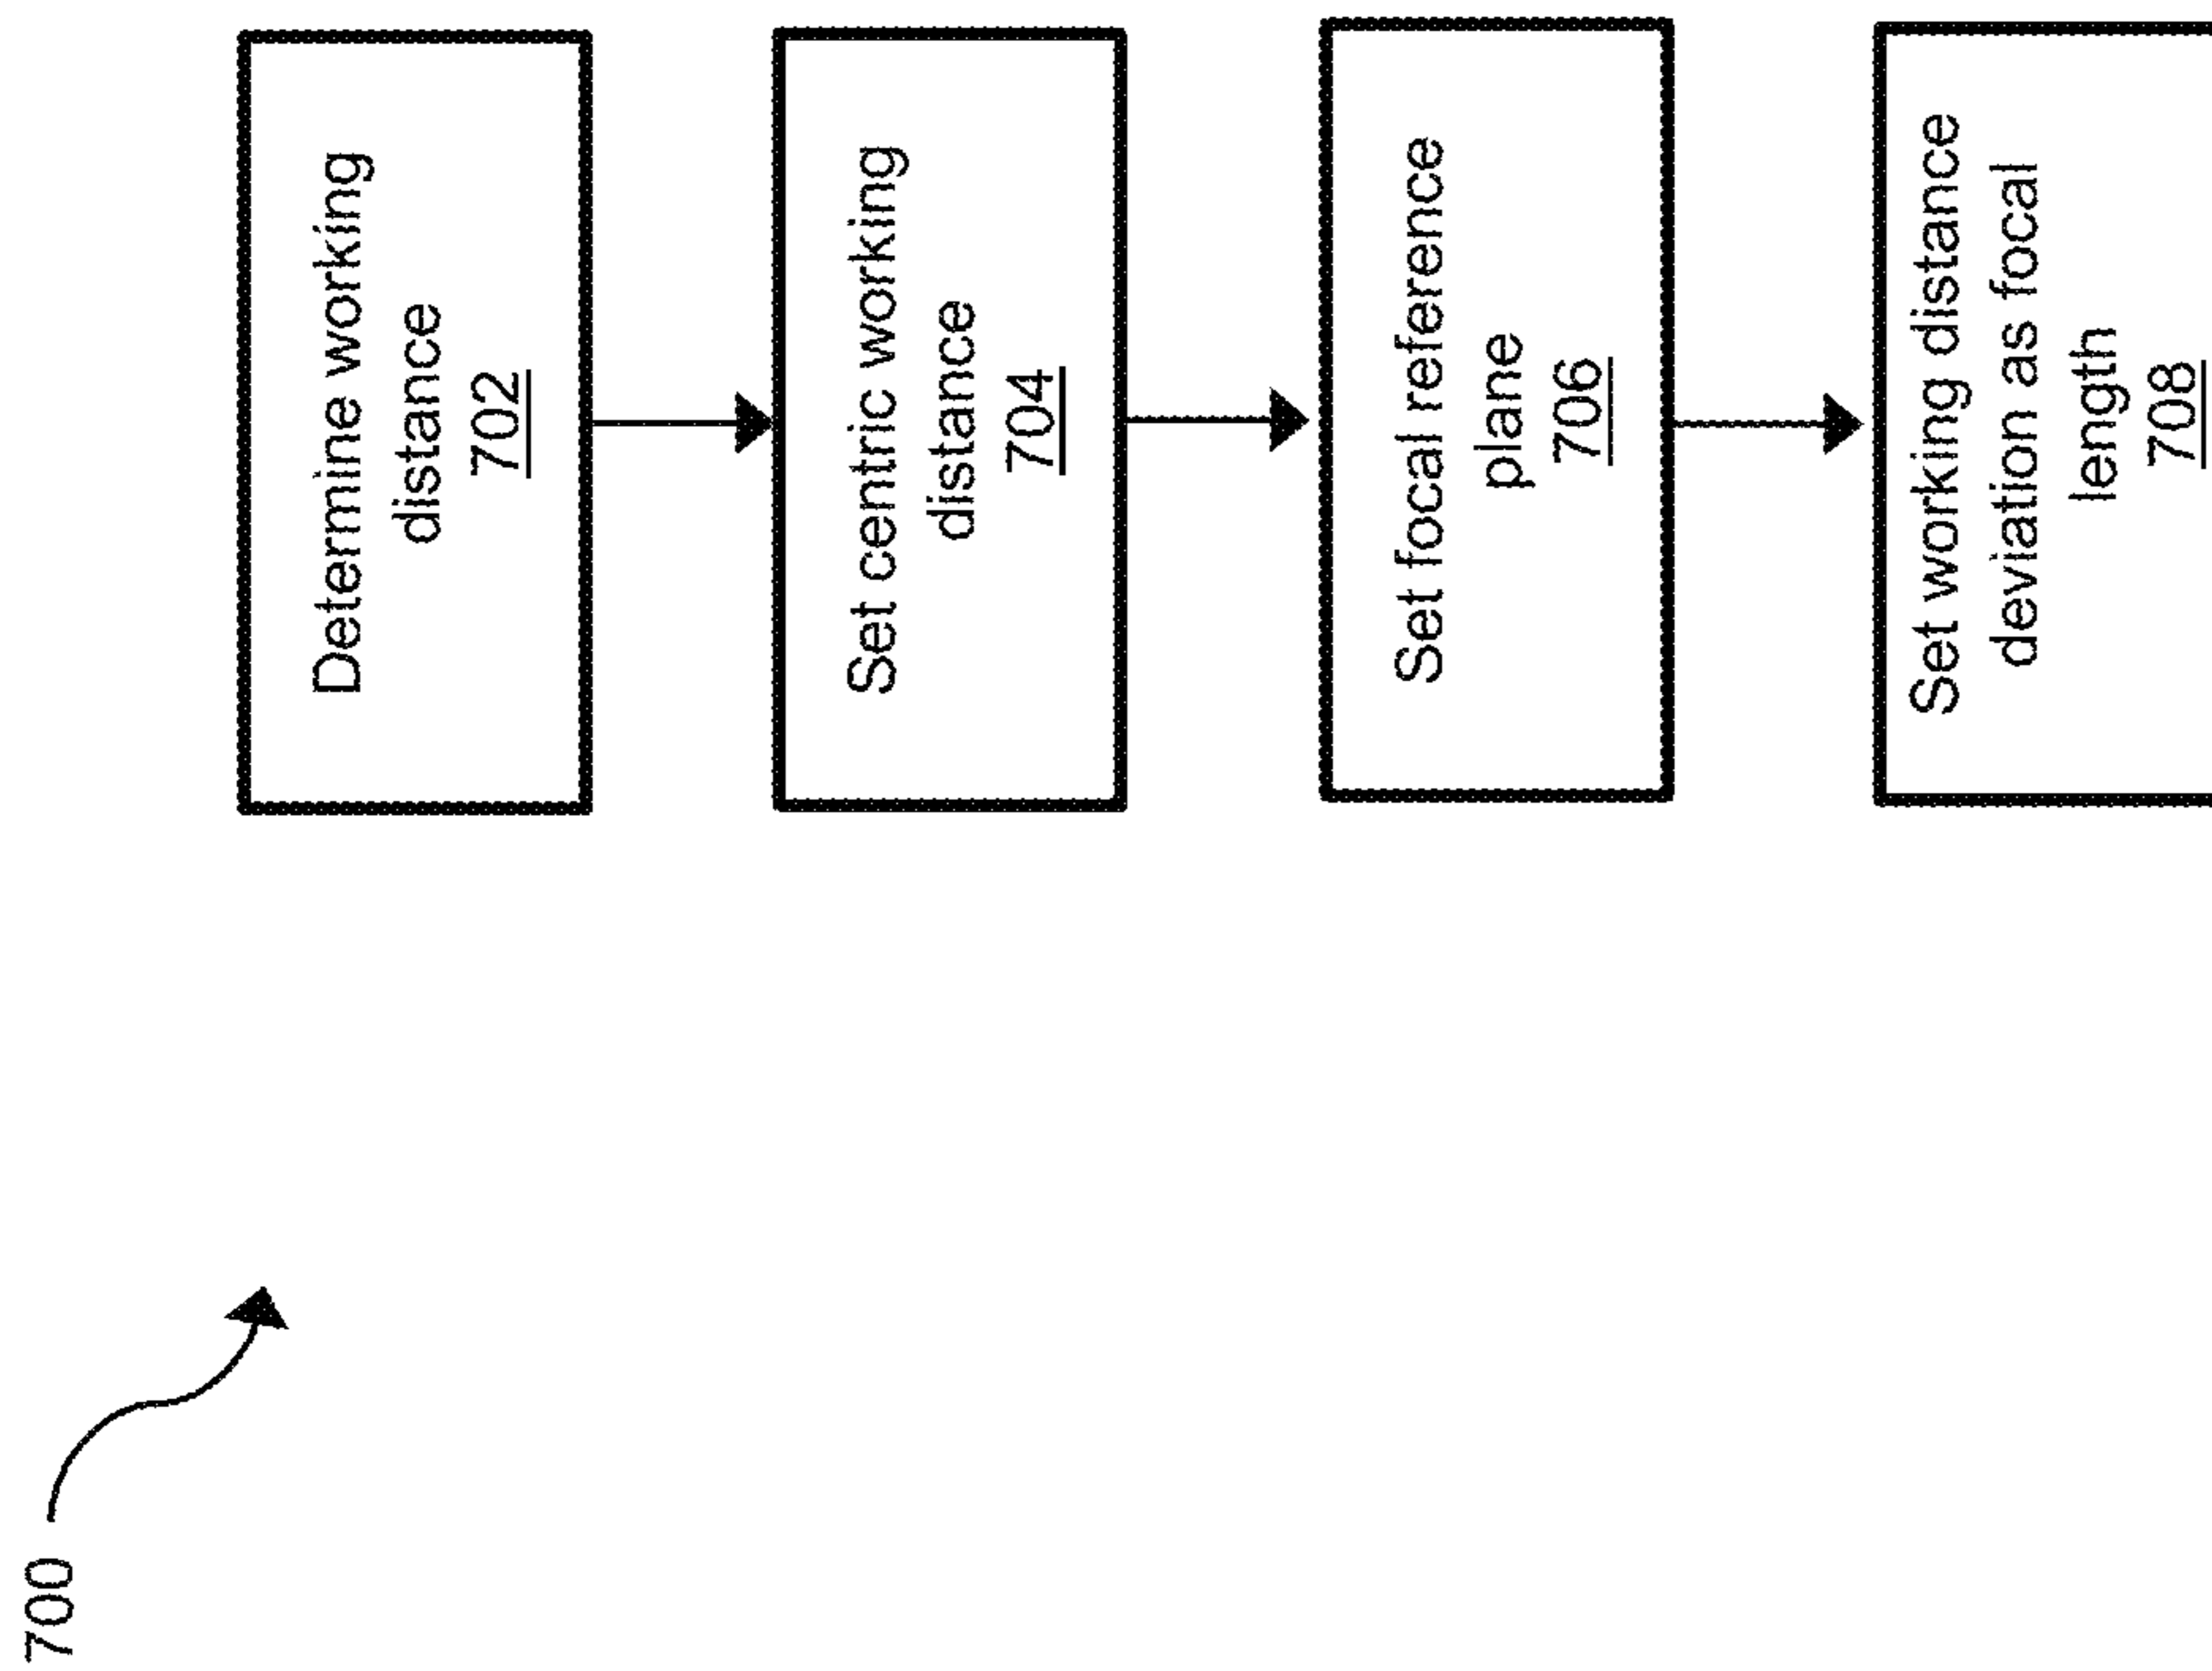 700
Determine working
distance
702
Set centric working
distance
704
Set focal reference
plane
706
Set working distance
deviation as focal
length
708